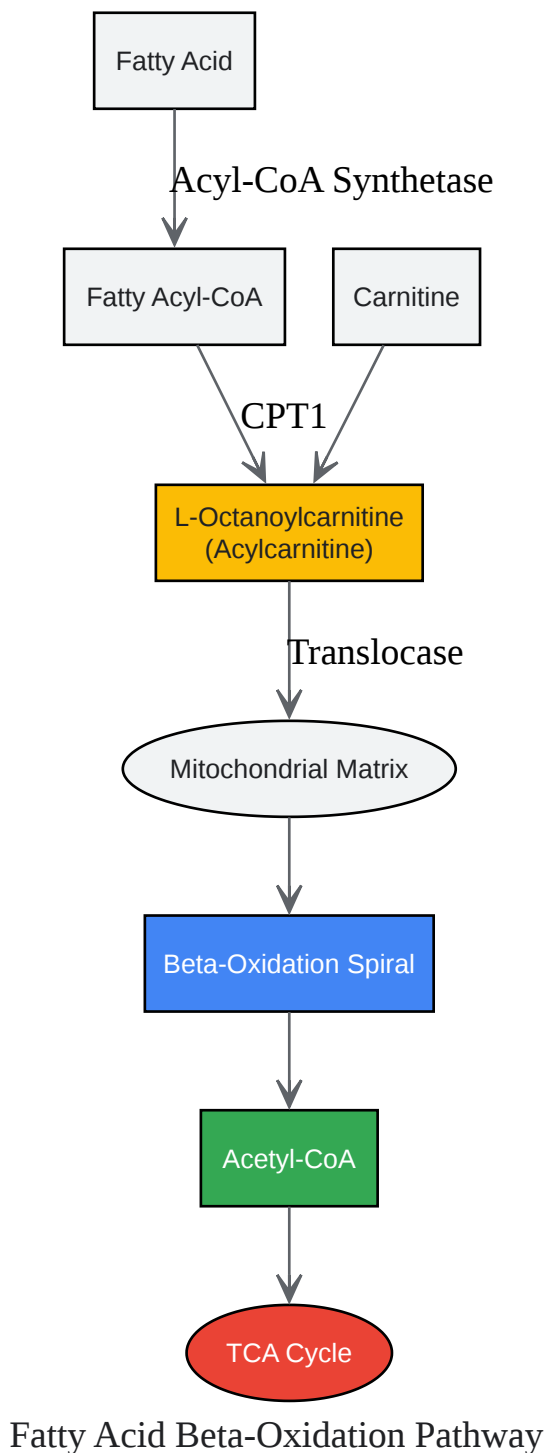 Fatty Acid
Acyl-CoA Synthetase
Fatty Acyl-CoA
Carnitine
CPT1
L-Octanoylcarnitine
(Acylcarnitine)
Translocase
Mitochondrial Matrix
Beta-Oxidation Spiral
Acetyl-CoA
TCA Cycle
Fatty Acid Beta-Oxidation Pathway